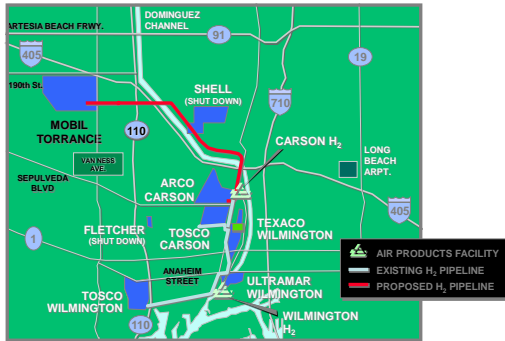 DOMINGUEZ
CHANNEL
ARTESIA BEACH FRWY.
91
405
19
190th St.
SHELL
(SHUT DOWN)
710
MOBIL
TORRANCE
110
CARSON H₂
VAN NESS
AVE.
LONG
BEACH
ARPT.
SEPULVEDA
BLVD
ARCO
CARSON
405
FLETCHER
(SHUT DOWN)
TOSCO
CARSON
TEXACO
WILMINGTON
1
AIR PRODUCTS FACILITY
EXISTING H₂ PIPELINE
PROPOSED H₂ PIPELINE
ANAHEIM
STREET
ULTRAMAR
WILMINGTON
TOSCO
WILMINGTON
110
WILMINGTON
H₂